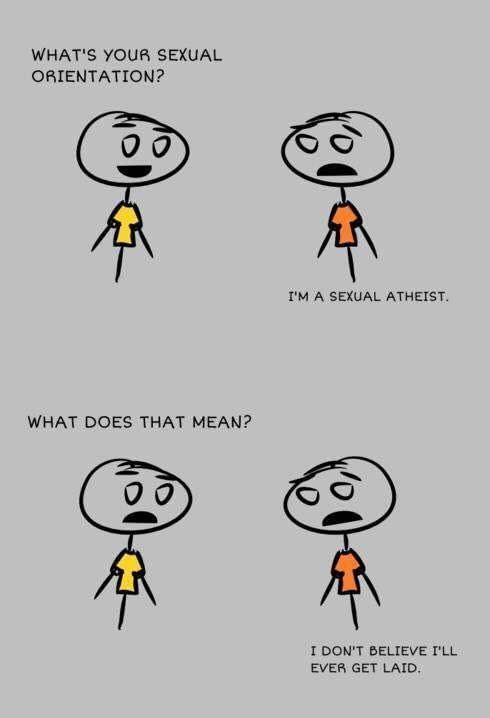 WHAT'S YOUR SEXUAL
ORIENTATION?
I'M A SEXUAL ATHEIST.
WHAT DOES THAT MEAN?
I DON'T BELIEVE I'LL
EVER GET LAID.